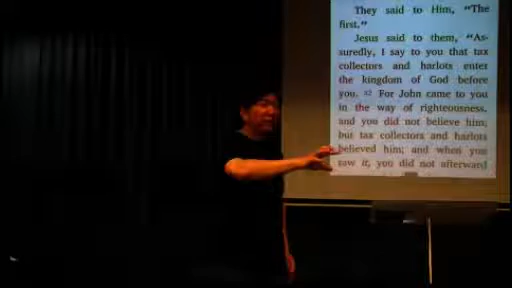 They said to Him, "The
first."
Jesus said to them, "As-
suredly, I say to you that tax
collectors and harlots enter
the kingdom of God before
you. 32 For John came to you
in the way of righteousness,
and you did not believe him;
but tax collectors and harlots
believed him; and when you
saw it, you did not afterward